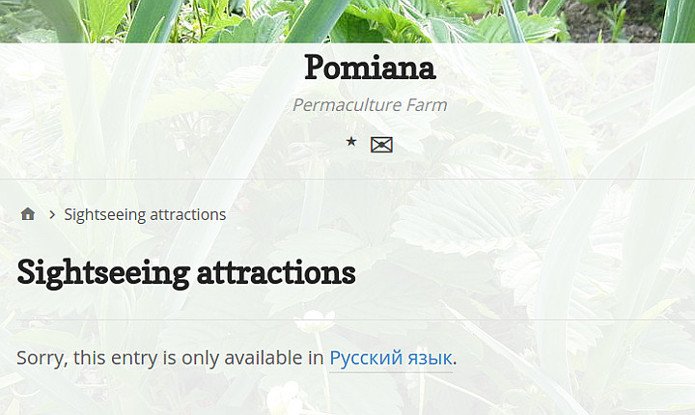 Pomiana
Permaculture Farm
Sightseeing attractions
Sightseeing attractions
Sorry, this entry is only available in Русский язык.